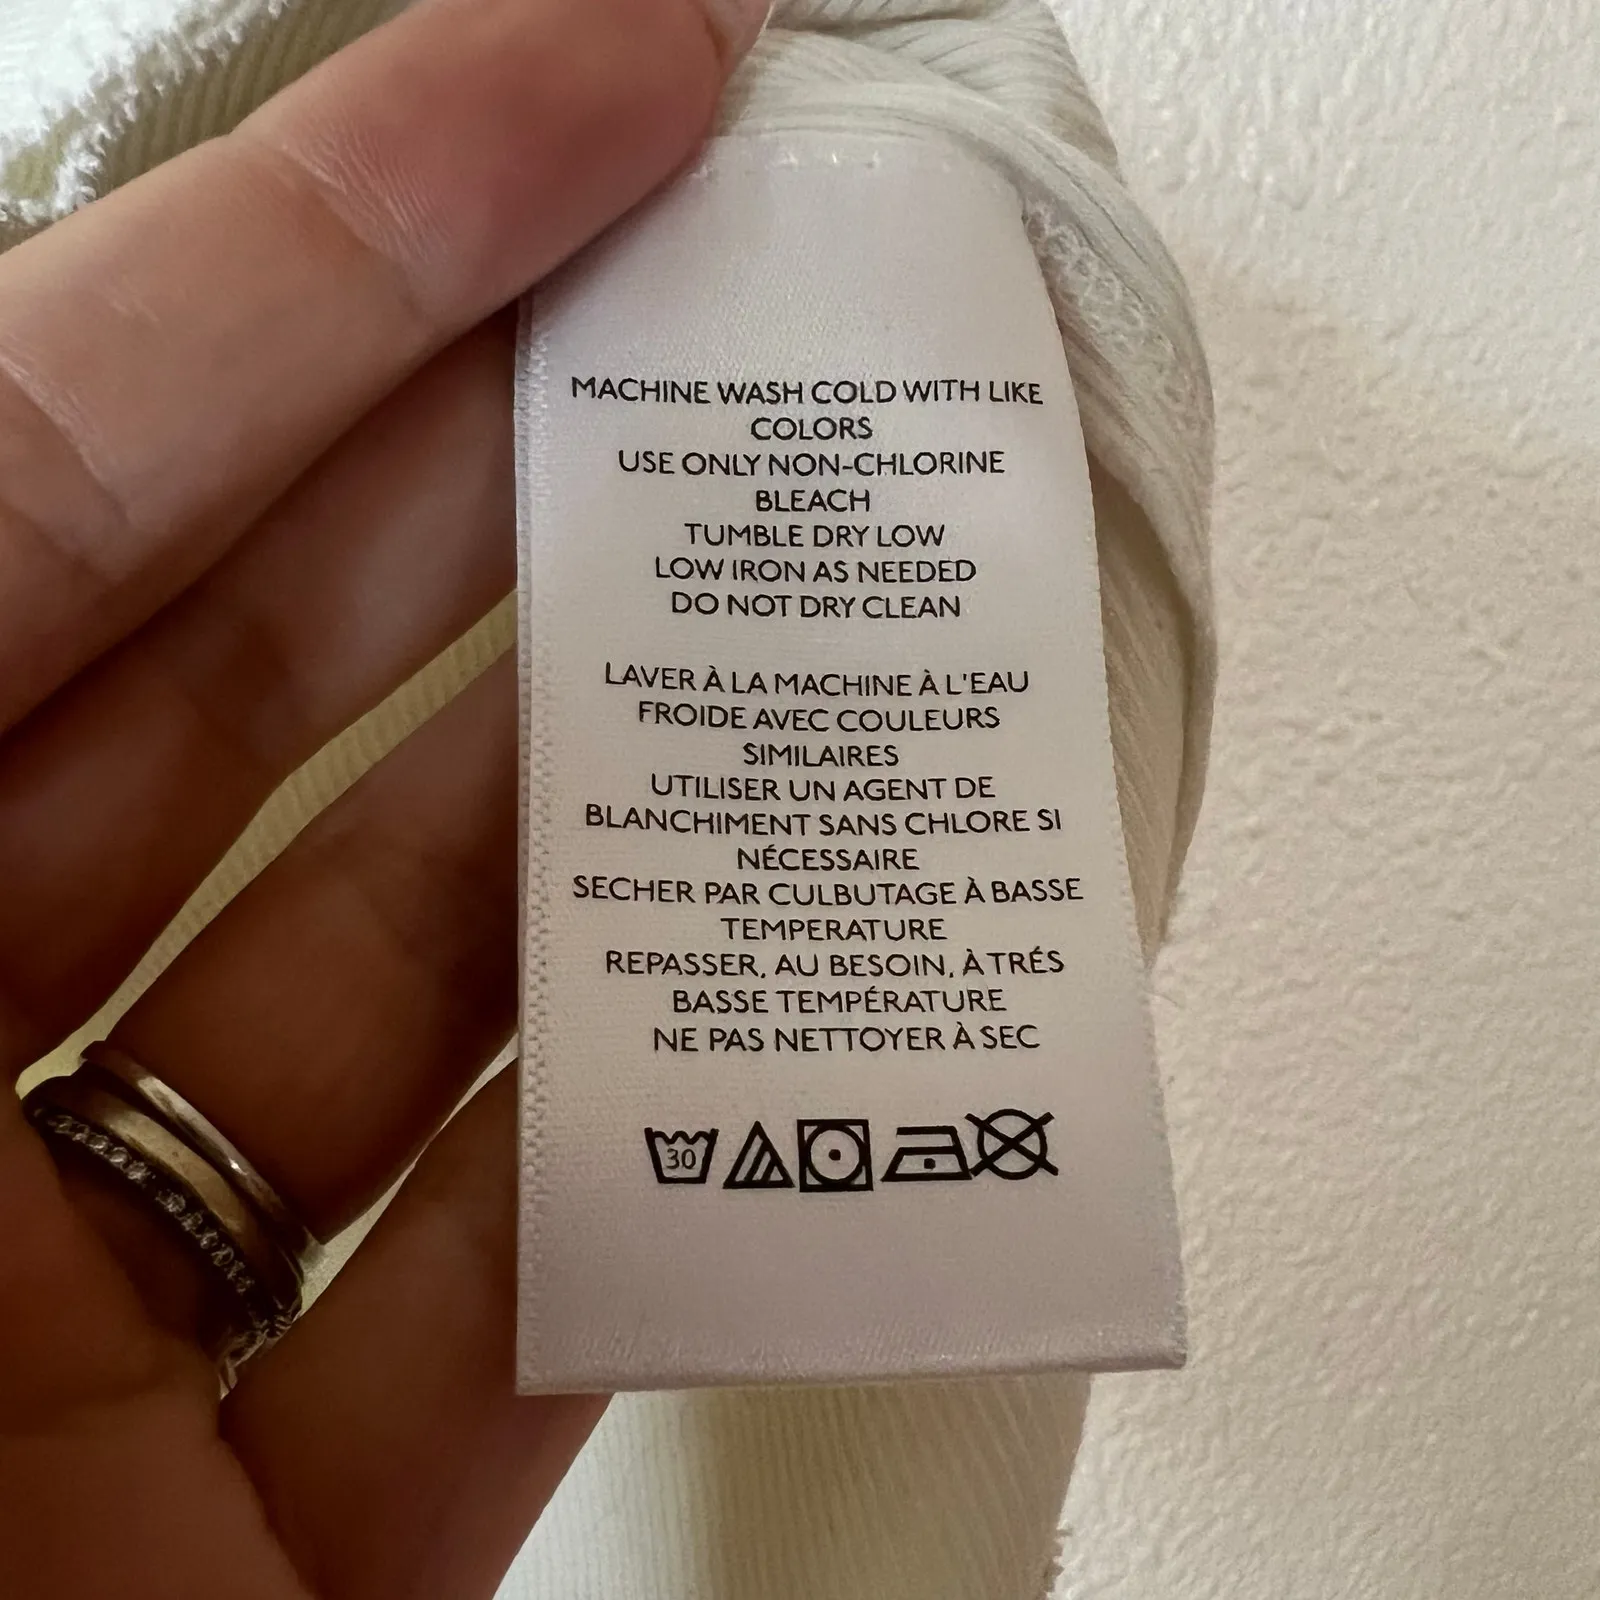 MACHINE WASH COLD WITH LIKE
COLORS
USE ONLY NON-CHLORINE
BLEACH
TUMBLE DRY LOW
LOW IRON AS NEEDED
DO NOT DRY CLEAN
LAVER À LA MACHINE À L'EAU
FROIDE AVEC COULEURS
SIMILAIRES
UTILISER UN AGENT DE
BLANCHIMENT SANS CHLORE SI
NÉCESSAIRE
SECHER PAR CULBUTAGE À BASSE
TEMPERATURE
REPASSER, AU BESOIN, À TRÉS
BASSE TEMPÉRATURE
NE PAS NETTOYER À SEC
30